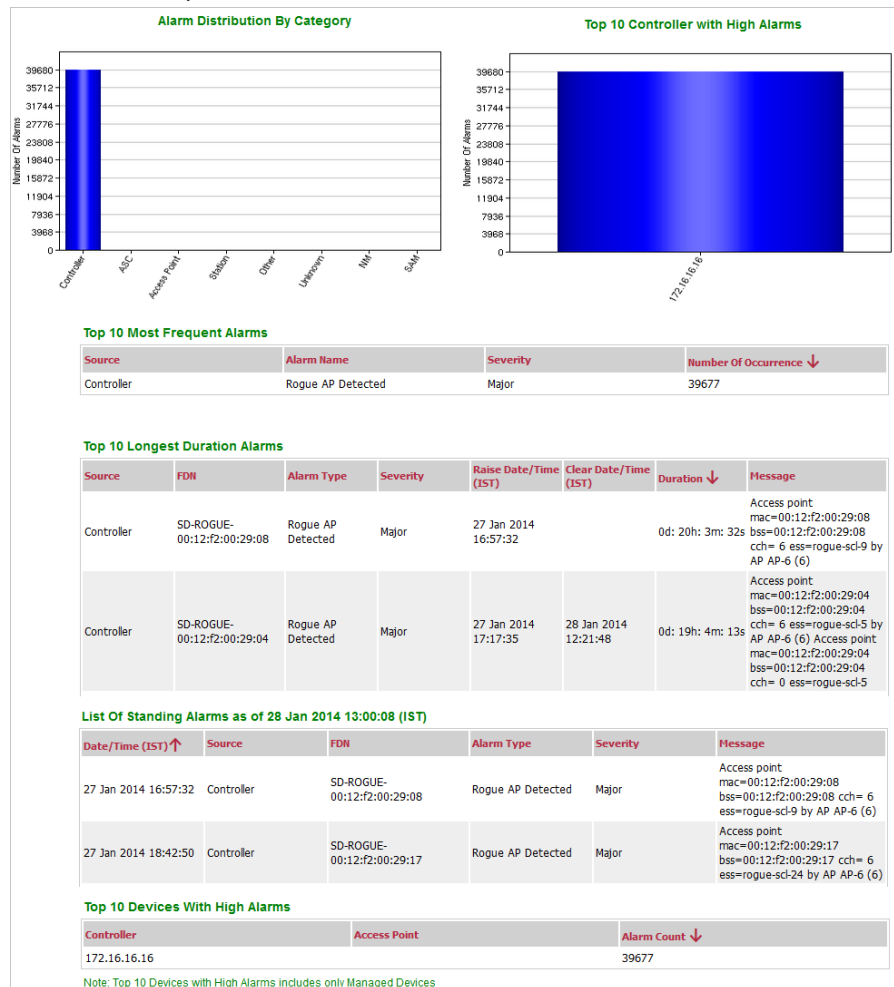 Alarm Distribution By Category
Number Of Alarms
39680
35712
31744
27776
23808
19840
15872
11904
7936
3968
0
Controller
ASC
Access Point
Station
Other
Unknown
NM
SAM
Top 10 Controller with High Alarms
Number Of Alarms
39680
35712
31744
27776
23808
19840
15872
11904
7936
3968
0
172.16.16.16
Top 10 Most Frequent Alarms
Source Alarm Name Severity Number Of Occurrence ↓
Controller Rogue AP Detected Major 39677
Top 10 Longest Duration Alarms
Source FDN Alarm Type Severity Raise Date/Time (IST) Clear Date/Time (IST) Duration ↓ Message
Controller
SD-ROGUE-
00:12:f2:00:29:08
Rogue AP
Detected
Major
27 Jan 2014
16:57:32
0d: 20h: 3m: 32s
Access point
mac=00:12:f2:00:29:08
bss=00:12:f2:00:29:08
cch= 6 ess=rogue-scl-9 by
AP AP-6 (6)
Controller
SD-ROGUE-
00:12:f2:00:29:04
Rogue AP
Detected
Major
27 Jan 2014
17:17:35
28 Jan 2014
12:21:48
0d: 19h: 4m: 13s
Access point
mac=00:12:f2:00:29:04
bss=00:12:f2:00:29:04
cch= 6 ess=rogue-scl-5 by
AP AP-6 (6) Access point
mac=00:12:f2:00:29:04
bss=00:12:f2:00:29:04
cch= 0 ess=rogue-scl-5
List Of Standing Alarms as of 28 Jan 2014 13:00:08 (IST)
Date/Time (IST) ↑ Source FDN Alarm Type Severity Message
27 Jan 2014 16:57:32
Controller
SD-ROGUE-
00:12:f2:00:29:08
Rogue AP Detected
Major
Access point
mac=00:12:f2:00:29:08
bss=00:12:f2:00:29:08 cch= 6
ess=rogue-scl-9 by AP AP-6 (6)
27 Jan 2014 18:42:50
Controller
SD-ROGUE-
00:12:f2:00:29:17
Rogue AP Detected
Major
Access point
mac=00:12:f2:00:29:17
bss=00:12:f2:00:29:17 cch= 6
ess=rogue-scl-24 by AP AP-6 (6)
Top 10 Devices With High Alarms
Controller Access Point Alarm Count ↓
172.16.16.16 39677
Note: Top 10 Devices with High Alarms includes only Managed Devices